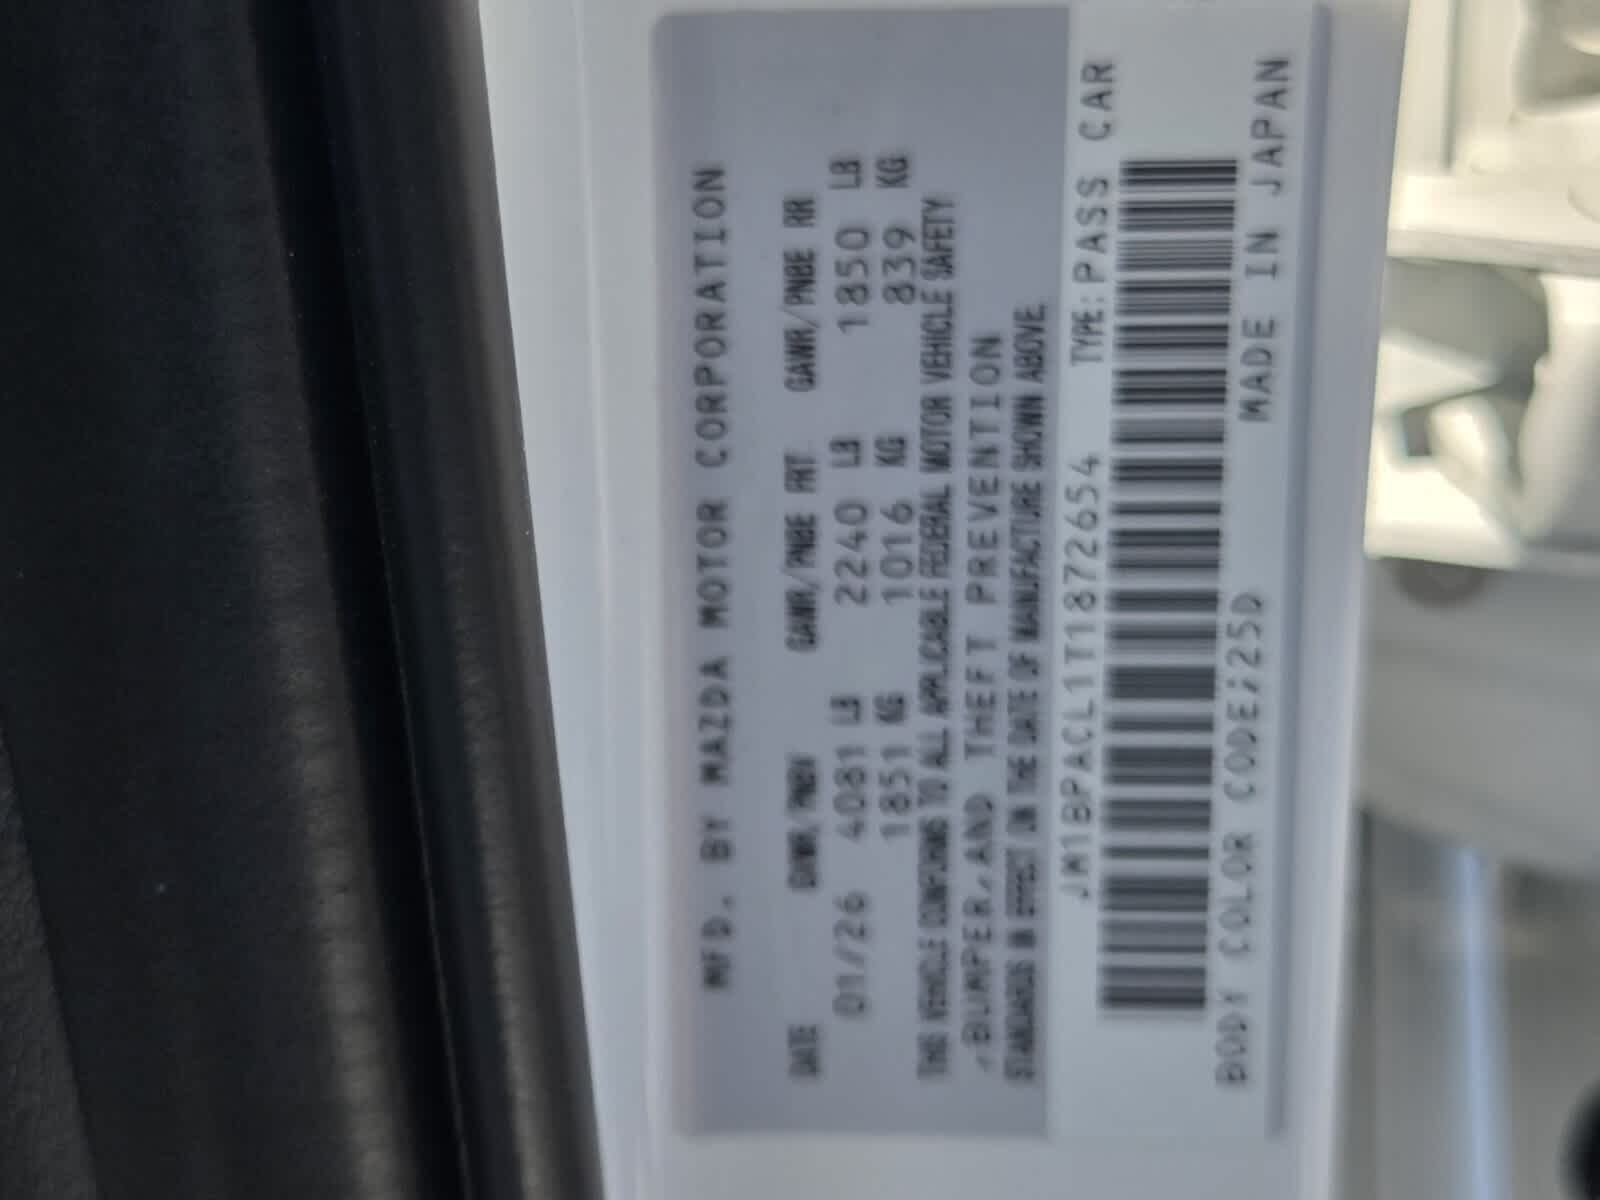 MFD. BY MAZDA MOTOR CORPORATION
DATE GVWR/PNBV GAWR/PNBE FRT GAWR/PNBE RR
01/26 4081 LB 2240 LB 1850 LB
1851 KG 1016 KG 839 KG
THE VEHICLE CONFORMS TO ALL APPLICABLE FEDERAL MOTOR VEHICLE SAFETY
,BUMPER,AND THEFT PREVENTION
STANDARDS IN EFFECT ON THE DATE OF MANUFACTURE SHOWN ABOVE.
JM1BPACL1T1872654 TYPE:PASS CAR
BODY COLOR CODE:25D MADE IN JAPAN